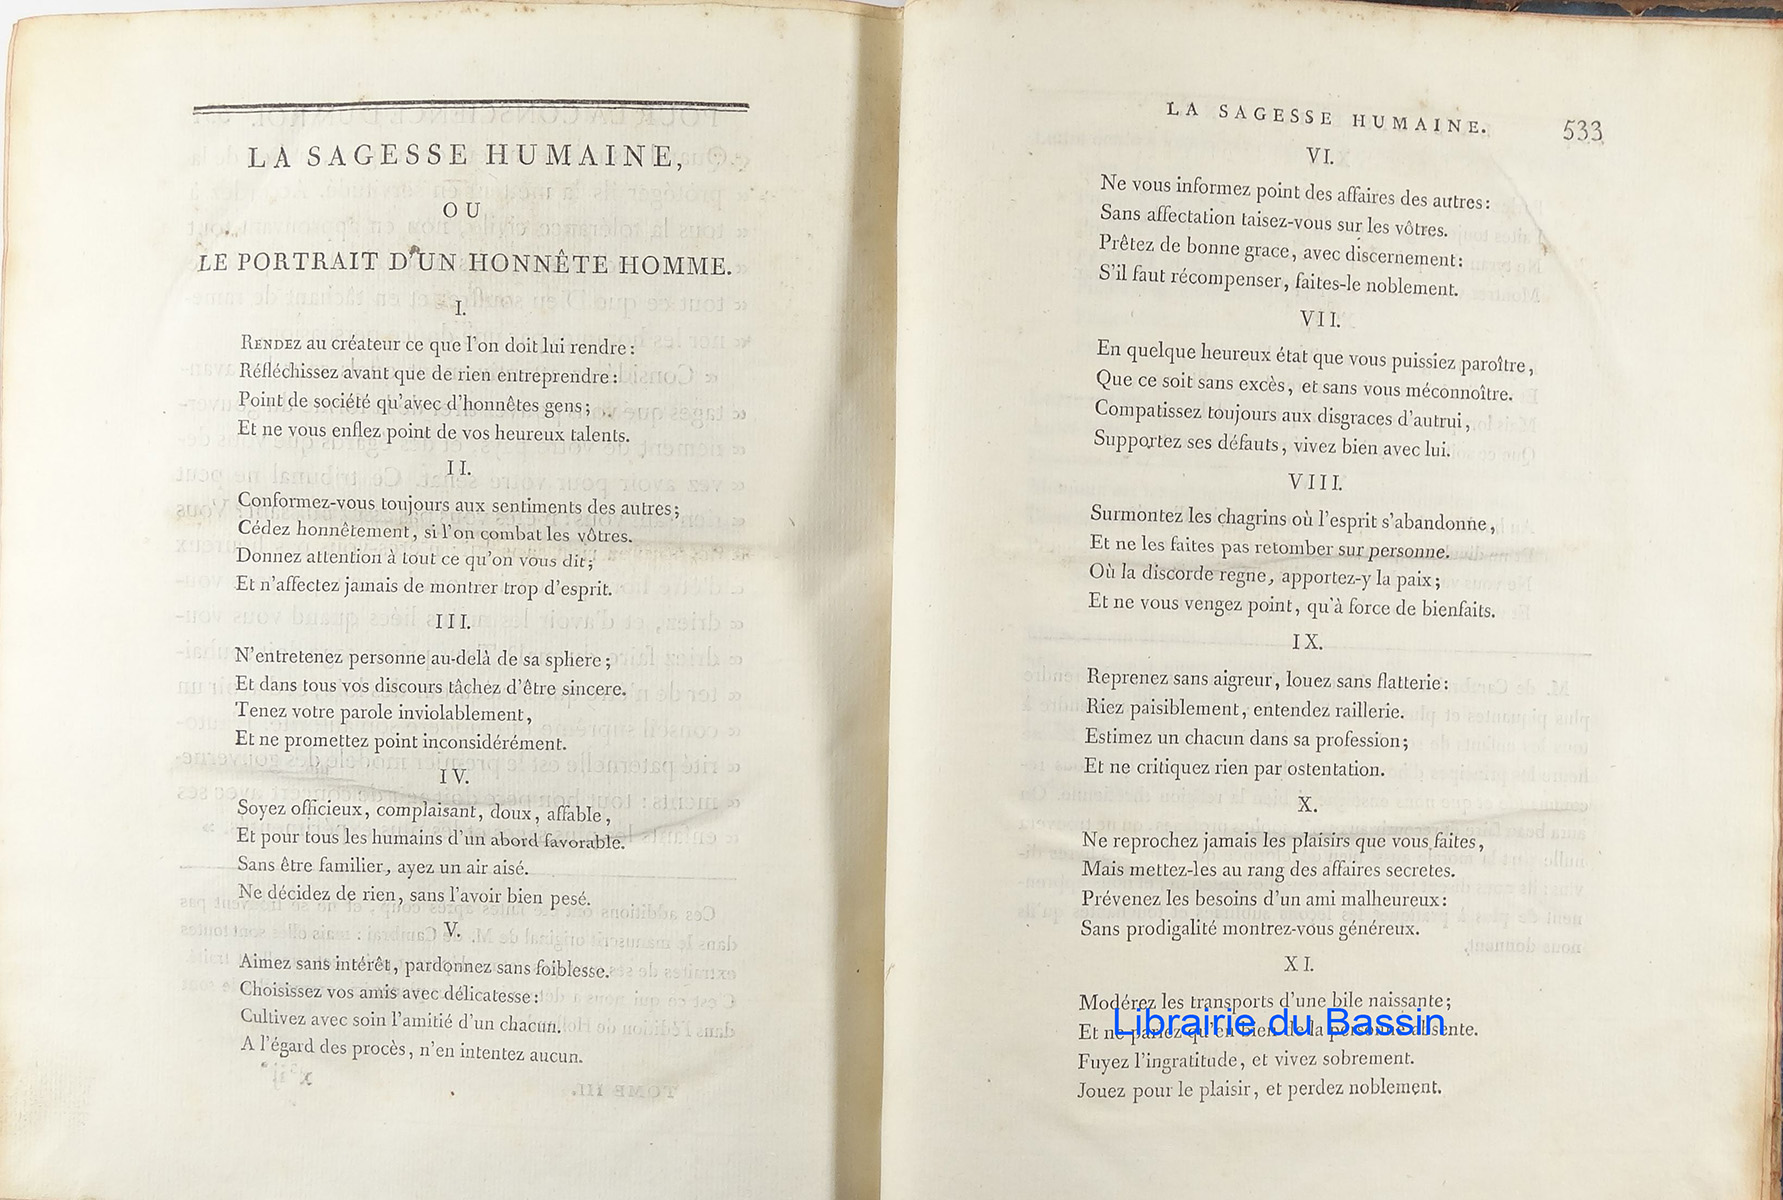 LA SAGESSE HUMAINE,
OU
LE PORTRAIT D'UN HONNÊTE HOMME.
I.
RENDEZ au créateur ce que l'on doit lui rendre:
Réfléchissez avant que de rien entreprendre:
Point de société qu'avec d'honnêtes gens;
Et ne vous enflez point de vos heureux talents.
II.
Conformez-vous toujours aux sentiments des autres;
Cédez honnêtement, si l'on combat les vôtres.
Donnez attention à tout ce qu'on vous dit;
Et n'affectez jamais de montrer trop d'esprit.
III.
N'entretenez personne au-delà de sa sphere;
Et dans tous vos discours tâchez d'être sincere.
Tenez votre parole inviolablement,
Et ne promettez point inconsidérément.
IV.
Soyez officieux, complaisant, doux, affable,
Et pour tous les humains d'un abord favorable.
Sans être familier, ayez un air aisé.
Ne décidez de rien, sans l'avoir bien pesé.
V.
Aimez sans intérêt, pardonnez sans foiblesse.
Choisissez vos amis avec délicatesse:
Cultivez avec soin l'amitié d'un chacun.
A l'égard des procès, n'en intentez aucun.
LA SAGESSE HUMAINE. 533
VI.
Ne vous informez point des affaires des autres:
Sans affectation taisez-vous sur les vôtres.
Prêtez de bonne grace, avec discernement:
S'il faut récompenser, faites-le noblement.
VII.
En quelque heureux état que vous puissiez paroître,
Que ce soit sans excès, et sans vous méconnoître.
Compatissez toujours aux disgraces d'autrui,
Supportez ses défauts, vivez bien avec lui.
VIII.
Surmontez les chagrins où l'esprit s'abandonne,
Et ne les faites pas retomber sur personne.
Où la discorde regne, apportez-y la paix;
Et ne vous vengez point, qu'à force de bienfaits.
IX.
Reprenez sans aigreur, louez sans flatterie:
Riez paisiblement, entendez raillerie.
Estimez un chacun dans sa profession;
Et ne critiquez rien par ostentation.
X.
Ne reprochez jamais les plaisirs que vous faites,
Mais mettez-les au rang des affaires secretes.
Prévenez les besoins d'un ami malheureux:
Sans prodigalité montrez-vous généreux.
XI.
Modérez les transports d'une bile naissante;
Et ne parlez qu'en bien de la personne absente.
Fuyez l'ingratitude, et vivez sobrement.
Jouez pour le plaisir, et perdez noblement.
Librairie du Bassin